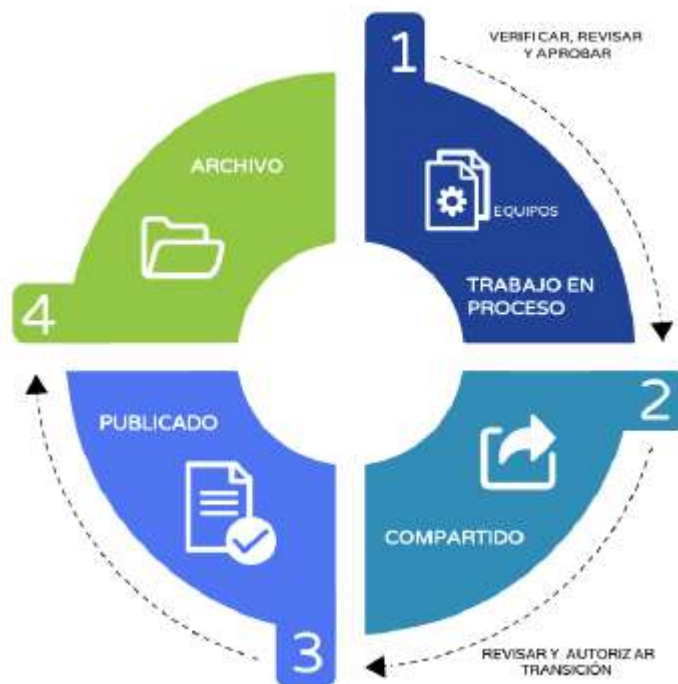 1
VERIFICAR, REVISAR
Y APROBAR
EQUIPOS
TRABAJO EN
PROCESO
2
COMPARTIDO
REVISAR Y AUTORIZAR
TRANSICIÓN
3
PUBLICADO
4
ARCHIVO